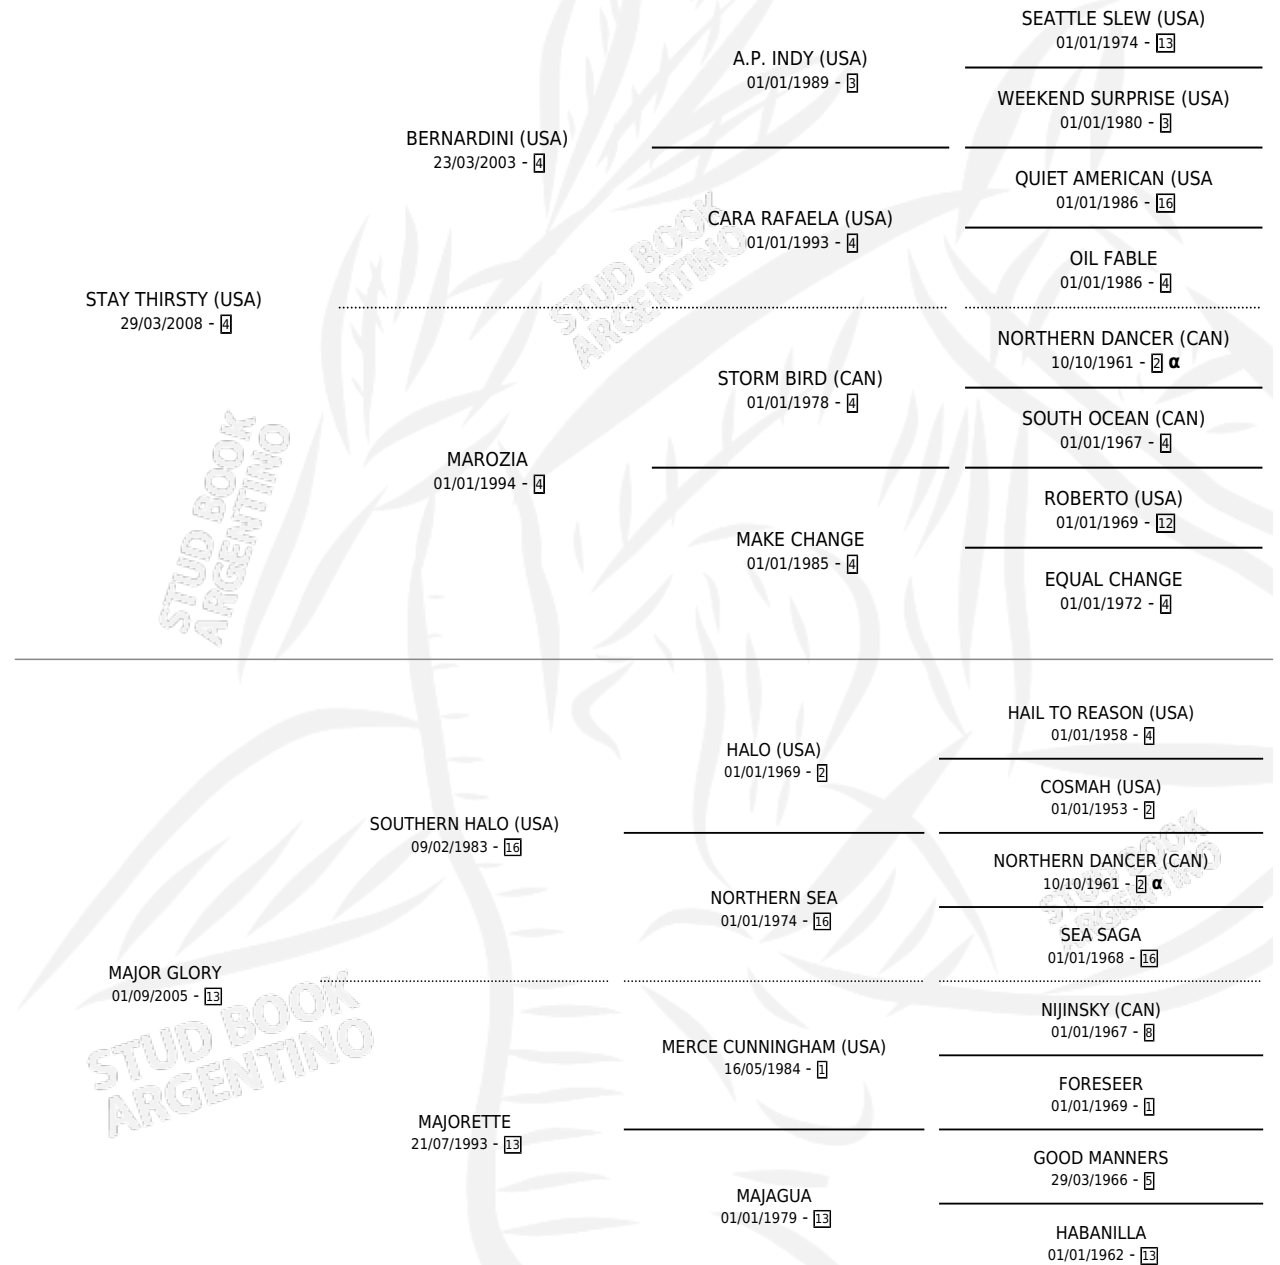 SEATTLE SLEW (USA)
01/01/1974 - 13
A.P. INDY (USA)
01/01/1989 - 3
WEEKEND SURPRISE (USA)
01/01/1980 - 3
BERNARDINI (USA)
23/03/2003 - 4
QUIET AMERICAN (USA
01/01/1986 - 16
CARA RAFAELA (USA)
01/01/1993 - 4
OIL FABLE
01/01/1986 - 4
STAY THIRSTY (USA)
29/03/2008 - 4
NORTHERN DANCER (CAN)
10/10/1961 - 2 α
STORM BIRD (CAN)
01/01/1978 - 4
SOUTH OCEAN (CAN)
01/01/1967 - 4
MAROZIA
01/01/1994 - 4
ROBERTO (USA)
01/01/1969 - 12
MAKE CHANGE
01/01/1985 - 4
EQUAL CHANGE
01/01/1972 - 4
HAIL TO REASON (USA)
01/01/1958 - 4
HALO (USA)
01/01/1969 - 2
COSMAH (USA)
01/01/1953 - 2
SOUTHERN HALO (USA)
09/02/1983 - 16
NORTHERN DANCER (CAN)
10/10/1961 - 2 α
NORTHERN SEA
01/01/1974 - 16
SEA SAGA
01/01/1968 - 16
MAJOR GLORY
01/09/2005 - 13
NIJINSKY (CAN)
01/01/1967 - 8
MERCE CUNNINGHAM (USA)
16/05/1984 - 1
FORESEER
01/01/1969 - 1
MAJORETTE
21/07/1993 - 13
GOOD MANNERS
29/03/1966 - 5
MAJAGUA
01/01/1979 - 13
HABANILLA
01/01/1962 - 13
STUD BOOK
ARGENTINO
STUD BOOK
ARGENTINO
STUD BOOK
ARGENTINO
STUD BOOK
ARGENTINO